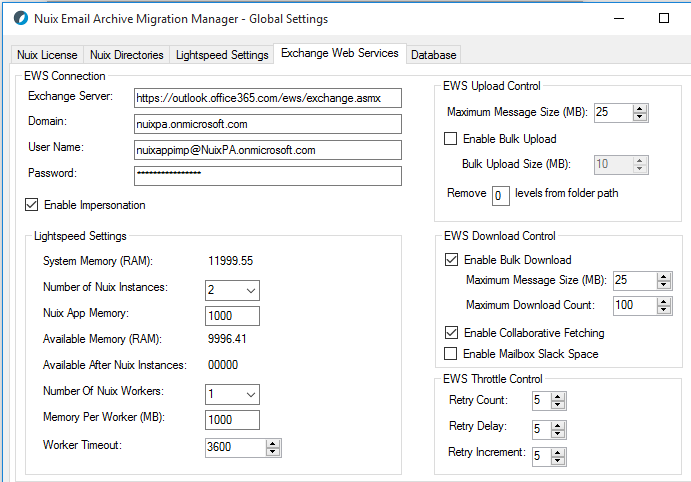 Nuix Email Archive Migration Manager - Global Settings
Nuix License Nuix Directories Lightspeed Settings Exchange Web Services Database
EWS Connection
Exchange Server: https://outlook.office365.com/ews/exchange.asmx
Domain: nuixpa.onmicrosoft.com
User Name: nuixappimp@NuixPA.onmicrosoft.com
Password: ****************
Enable Impersonation
Lightspeed Settings
System Memory (RAM): 11999.55
Number of Nuix Instances: 2
Nuix App Memory: 1000
Available Memory (RAM): 9996.41
Available After Nuix Instances: 00000
Number Of Nuix Workers: 1
Memory Per Worker (MB): 1000
Worker Timeout: 3600
EWS Upload Control
Maximum Message Size (MB): 25
Enable Bulk Upload
Bulk Upload Size (MB): 10
Remove 0 levels from folder path
EWS Download Control
Enable Bulk Download
Maximum Message Size (MB): 25
Maximum Download Count: 100
Enable Collaborative Fetching
Enable Mailbox Slack Space
EWS Throttle Control
Retry Count: 5
Retry Delay: 5
Retry Increment: 5